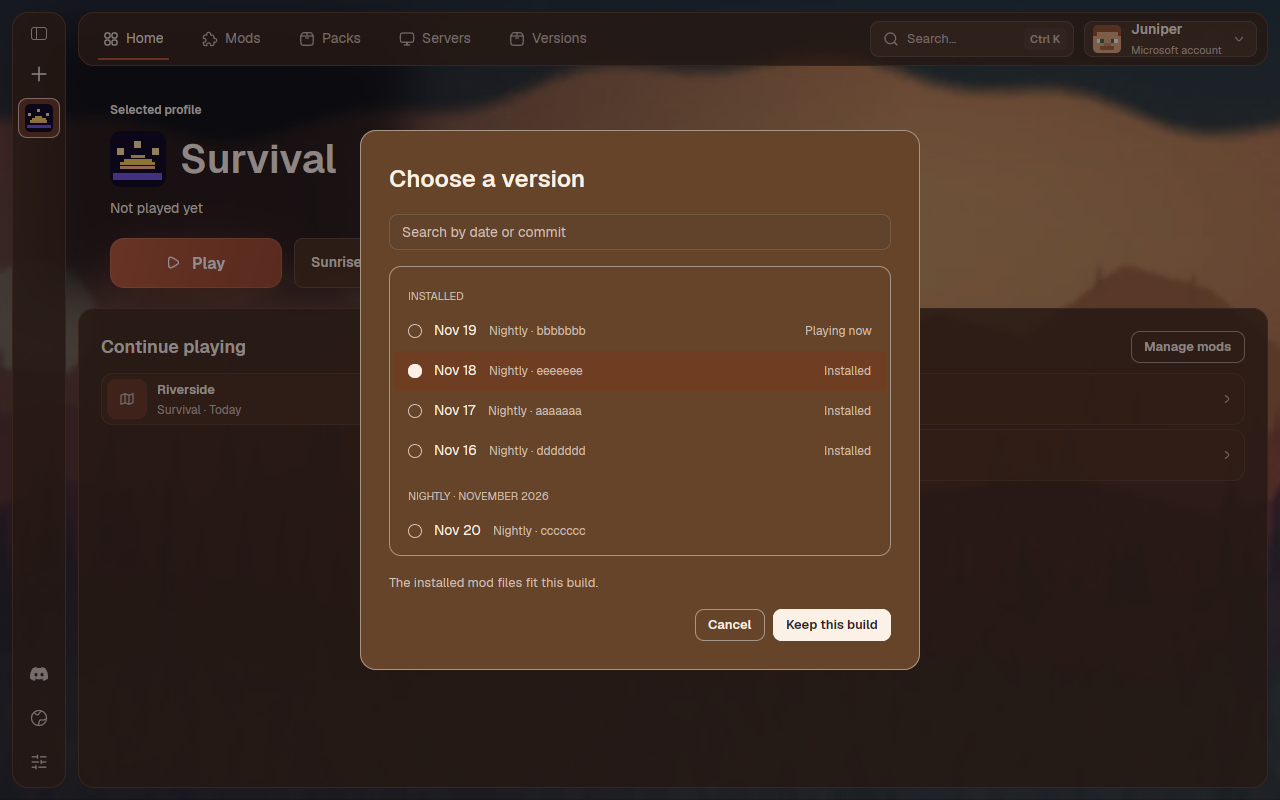 Home
Mods
Packs
Servers
Versions
Search...
Ctrl K
Juniper
Microsoft account
Selected profile
Survival
Not played yet
Play
Sunrise
Continue playing
Manage mods
Riverside
Survival · Today
Choose a version
Search by date or commit
INSTALLED
Nov 19 Nightly · bbbbbbb Playing now
Nov 18 Nightly · eeeeeee Installed
Nov 17 Nightly · aaaaaaa Installed
Nov 16 Nightly · ddddddd Installed
NIGHTLY · NOVEMBER 2026
Nov 20 Nightly · ccccccc
The installed mod files fit this build.
Cancel
Keep this build